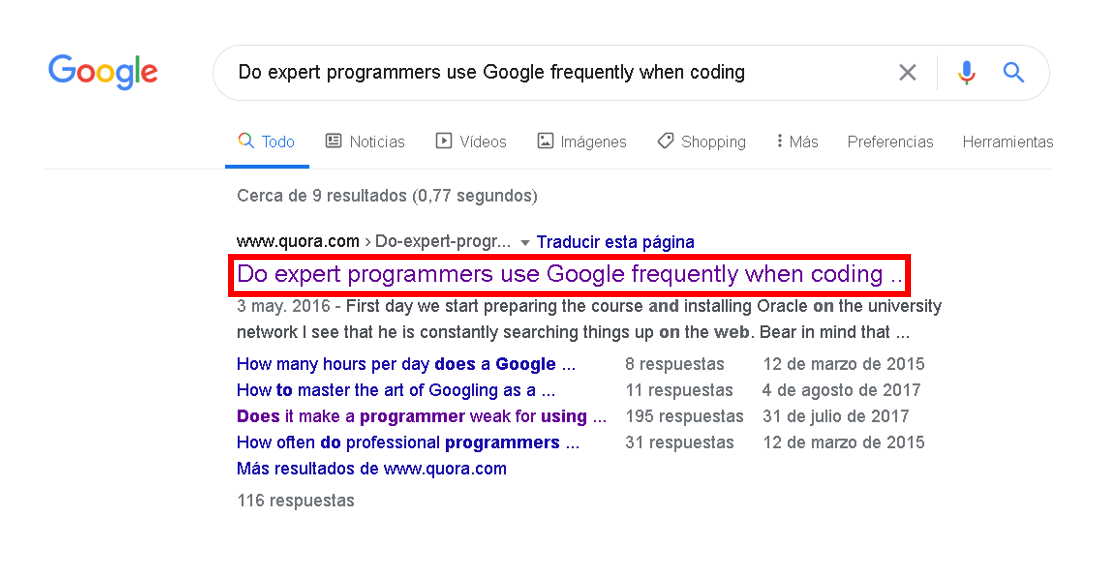 Google
Do expert programmers use Google frequently when coding
Todo Noticias Vídeos Imágenes Shopping Más Preferencias Herramientas
Cerca de 9 resultados (0,77 segundos)
www.quora.com › Do-expert-progr... Traducir esta página
Do expert programmers use Google frequently when coding ..
3 may. 2016 - First day we start preparing the course and installing Oracle on the university
network I see that he is constantly searching things up on the web. Bear in mind that ...
How many hours per day does a Google ... 8 respuestas 12 de marzo de 2015
How to master the art of Googling as a ... 11 respuestas 4 de agosto de 2017
Does it make a programmer weak for using ... 195 respuestas 31 de julio de 2017
How often do professional programmers ... 31 respuestas 12 de marzo de 2015
Más resultados de www.quora.com
116 respuestas